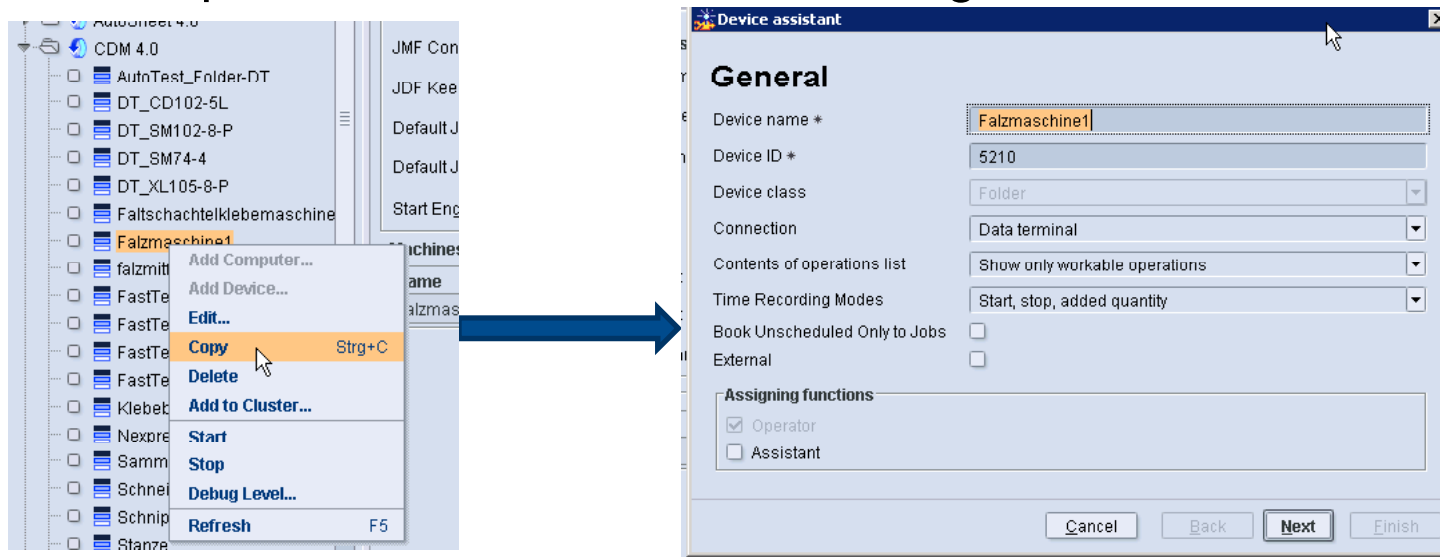 AutoSheet 4.0
CDM 4.0
AutoTest_Folder-DT
DT_CD102-5L
DT_SM102-8-P
DT_SM74-4
DT_XL105-8-P
Faltschachtelklebemaschine
Falzmaschine1
falzmitt
FastTe
FastTe
FastTe
FastTe
Klebeb
Nexpre
Samm
Schnei
Schnip
Stanze
JMF Con
JDF Kee
Default J
Default J
Start Eng
achines
ame
alzmas
Add Computer...
Add Device...
Edit...
Copy Strg+C
Delete
Add to Cluster...
Start
Stop
Debug Level...
Refresh F5
Device assistant
General
Device name * Falzmaschine1
Device ID * 5210
Device class Folder
Connection Data terminal
Contents of operations list Show only workable operations
Time Recording Modes Start, stop, added quantity
Book Unscheduled Only to Jobs
External
Assigning functions
Operator
Assistant
Cancel Back Next Finish